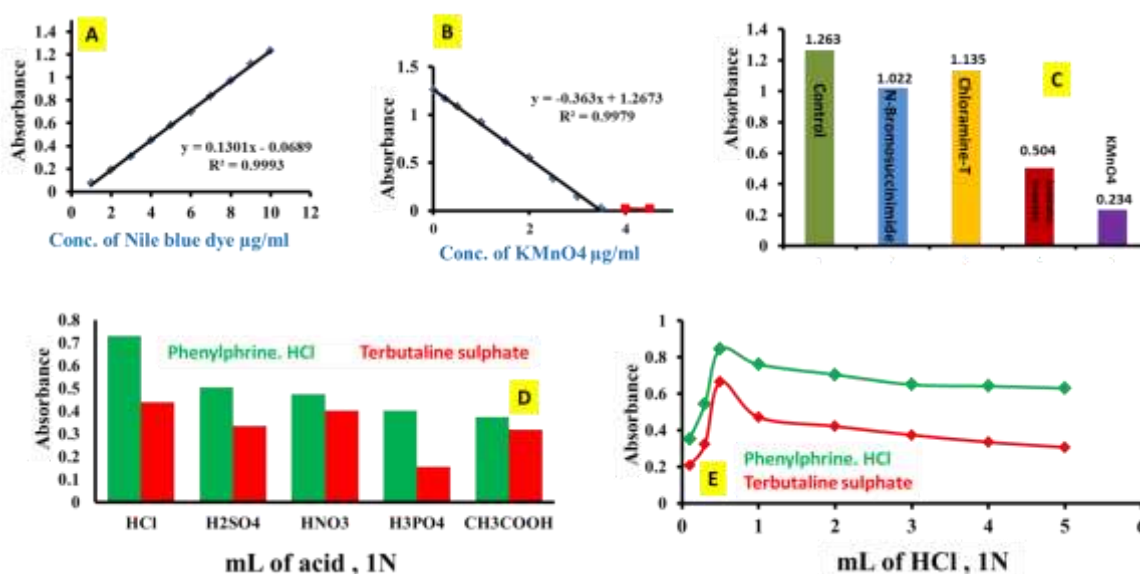 A
Absorbance
1.4
1.2
1
0.8
0.6
0.4
0.2
0
y = 0.1301x - 0.0689
R² = 0.9993
0 2 4 6 8 10 12
Conc. of Nile blue dye µg/ml
B
Absorbance
1.5
1
0.5
0
y = -0.363x + 1.2673
R² = 0.9979
0 2 4
Conc. of KMnO4 µg/ml
C
Absorbance
1.4
1.2
1
0.8
0.6
0.4
0.2
0
1.263
Control
1.022
N-Bromosuccinimide
1.135
Chloramine-T
0.504
KMnO4
0.234
Absorbance
0.8
0.7
0.6
0.5
0.4
0.3
0.2
0.1
0
Phenylphrine. HCl Terbutaline sulphate
D
HCl H2SO4 HNO3 H3PO4 CH3COOH
mL of acid , 1N
Absorbance
1
0.8
0.6
0.4
0.2
0
E
Phenylphrine. HCl
Terbutaline sulphate
0 1 2 3 4 5 6
mL of HCl , 1N